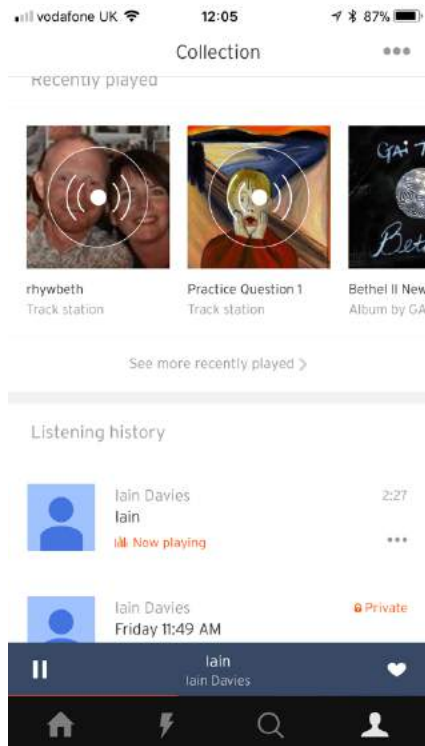 vodafone UK 12:05 87%
Collection
Recently played
GAi T
Bet
rhywbeth
Track station
Practice Question 1
Track station
Bethel II New
Album by GA
See more recently played >
Listening history
Iain Davies 2:27
Iain
Now playing
Iain Davies Private
Friday 11:49 AM
Iain
Iain Davies